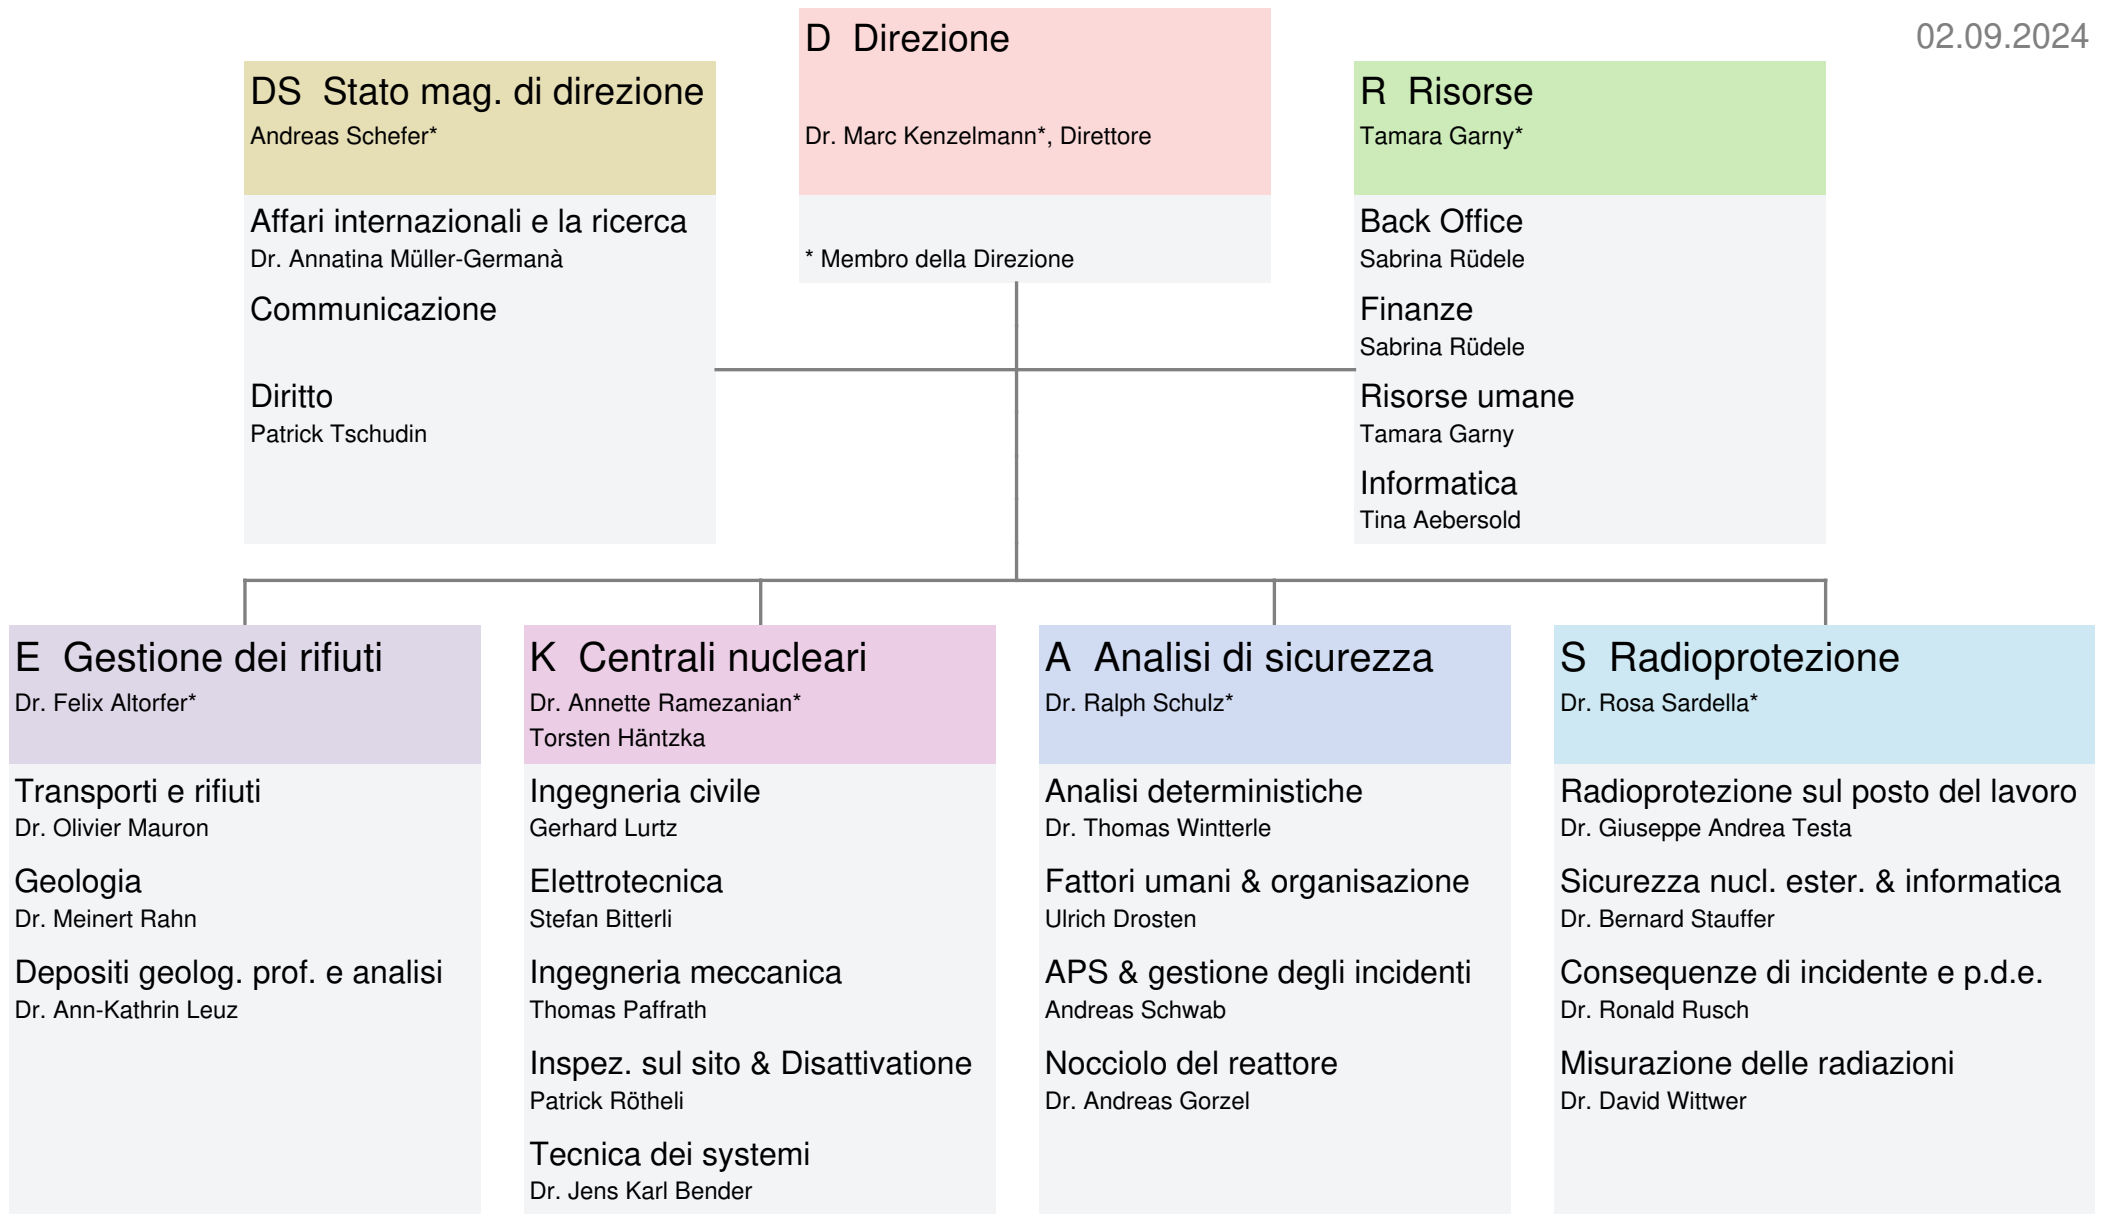 02.09.2024
D Direzione
Dr. Marc Kenzelmann*, Direttore
* Membro della Direzione
DS Stato mag. di direzione
Andreas Schefer*
Affari internazionali e la ricerca
Dr. Annatina Müller-Germanà
Communicazione
Diritto
Patrick Tschudin
R Risorse
Tamara Garny*
Back Office
Sabrina Rüdele
Finanze
Sabrina Rüdele
Risorse umane
Tamara Garny
Informatica
Tina Aebersold
E Gestione dei rifiuti
Dr. Felix Altorfer*
Transporti e rifiuti
Dr. Olivier Mauron
Geologia
Dr. Meinert Rahn
Depositi geolog. prof. e analisi
Dr. Ann-Kathrin Leuz
K Centrali nucleari
Dr. Annette Ramezanian*
Torsten Häntzka
Ingegneria civile
Gerhard Lurtz
Elettrotecnica
Stefan Bitterli
Ingegneria meccanica
Thomas Paffrath
Inspez. sul sito & Disattivatione
Patrick Rötheli
Tecnica dei systemi
Dr. Jens Karl Bender
A Analisi di sicurezza
Dr. Ralph Schulz*
Analisi deterministiche
Dr. Thomas Wintterle
Fattori umani & organisazione
Ulrich Drosten
APS & gestione degli incidenti
Andreas Schwab
Nocciolo del reattore
Dr. Andreas Gorzel
S Radioprotezione
Dr. Rosa Sardella*
Radioprotezione sul posto del lavoro
Dr. Giuseppe Andrea Testa
Sicurezza nucl. ester. & informatica
Dr. Bernard Stauffer
Consequenze di incidente e p.d.e.
Dr. Ronald Rusch
Misurazione delle radiazioni
Dr. David Wittwer